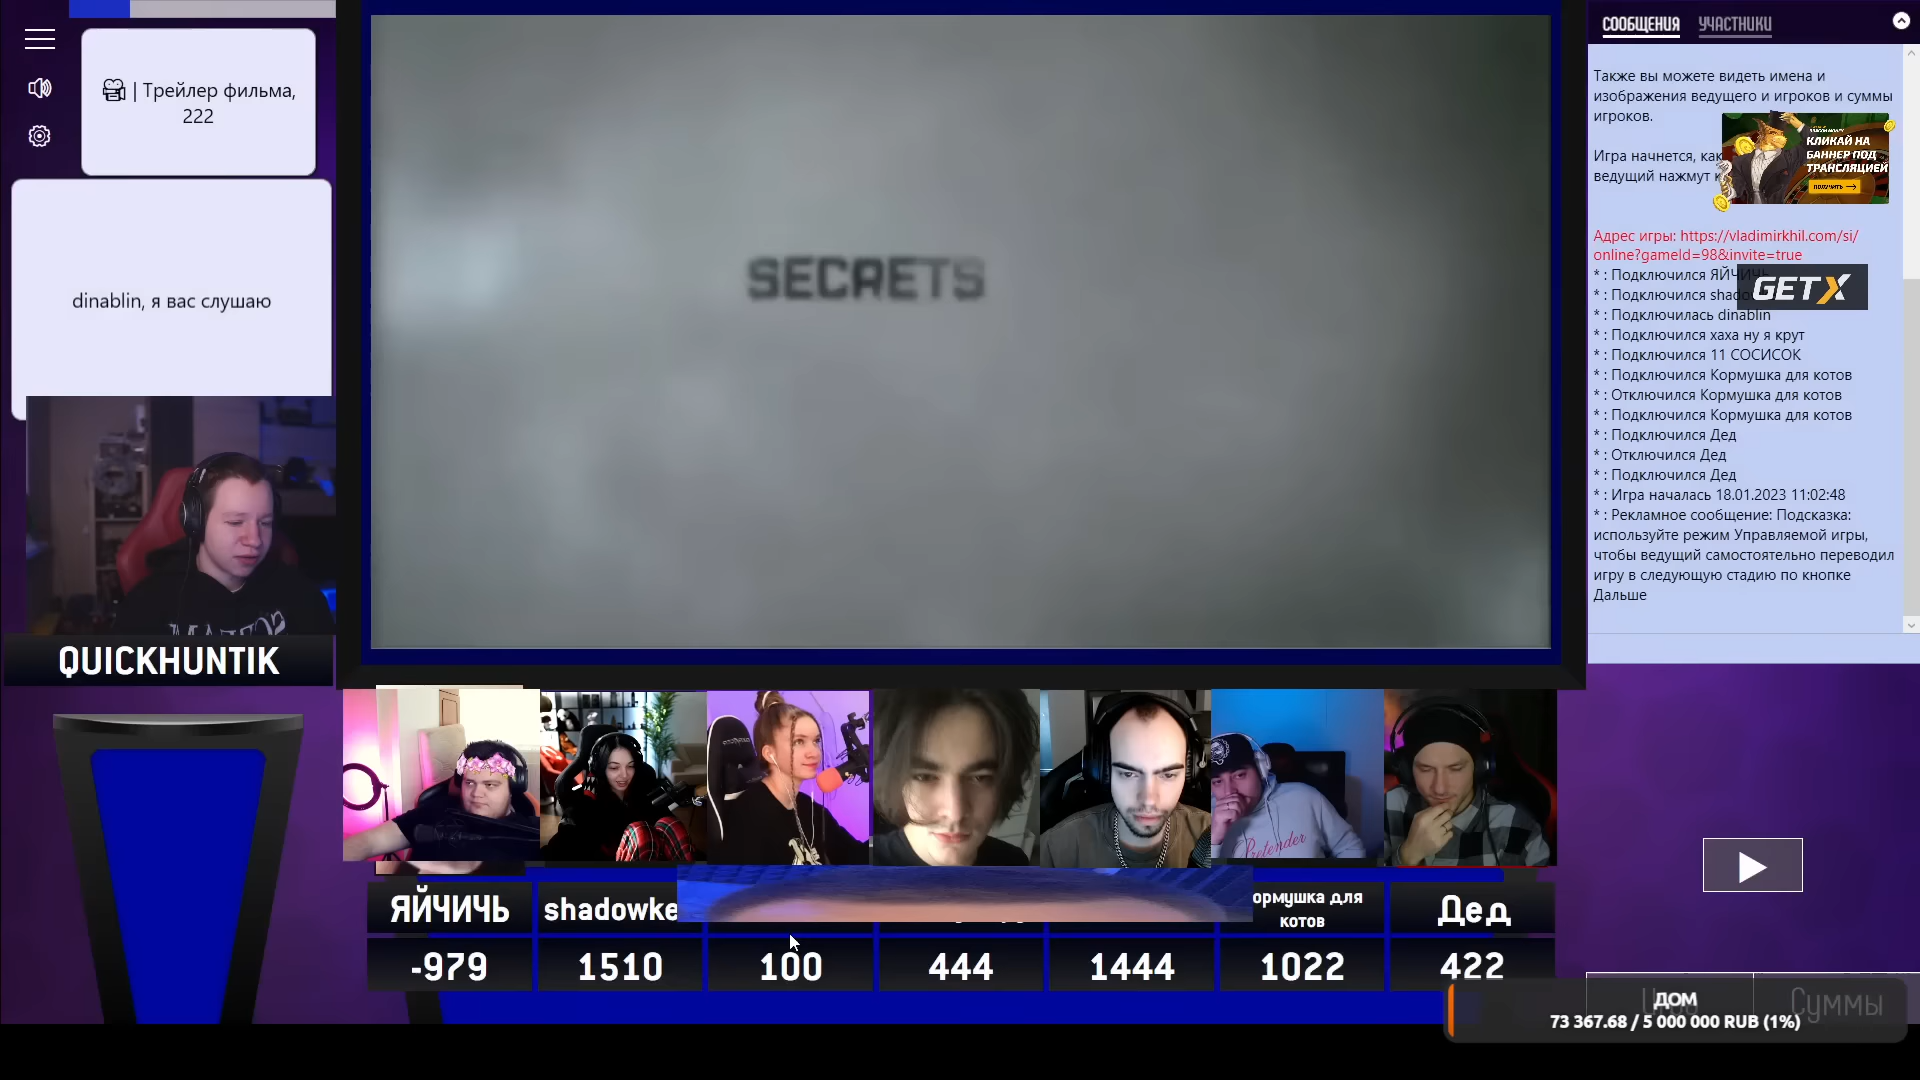 🎥 | Трейлер фильма,
222
dinablin, я вас слушаю
QUICKHUNTIK
SECRETS
СООБЩЕНИЯ УЧАСТНИКИ
Также вы можете видеть имена и
изображения ведущего и игроков и суммы
игроков.
Игра начнется, как
ведущий нажмут
КЛИКАЙ НА
БАННЕР ПОД
ТРАНСЛЯЦИЕЙ
ПОЛУЧИТЬ →
Адрес игры: https://vladimirkhil.com/si/
online?gameId=98&invite=true
* : Подключился ЯЙЧИЧЬ
* : Подключился shado
GETX
* : Подключилась dinablin
* : Подключился хаха ну я крут
* : Подключился 11 СОСИСОК
* : Подключился Кормушка для котов
* : Отключился Кормушка для котов
* : Подключился Кормушка для котов
* : Подключился Дед
* : Отключился Дед
* : Подключился Дед
* : Игра началась 18.01.2023 11:02:48
* : Рекламное сообщение: Подсказка:
используйте режим Управляемой игры,
чтобы ведущий самостоятельно переводил
игру в следующую стадию по кнопке
Дальше
Pretender
ЯЙЧИЧЬ shadowke ормушка для
котов Дед
-979 1510 100 444 1444 1022 422
Суммы
ДОМ
73 367.68 / 5 000 000 RUB (1%)